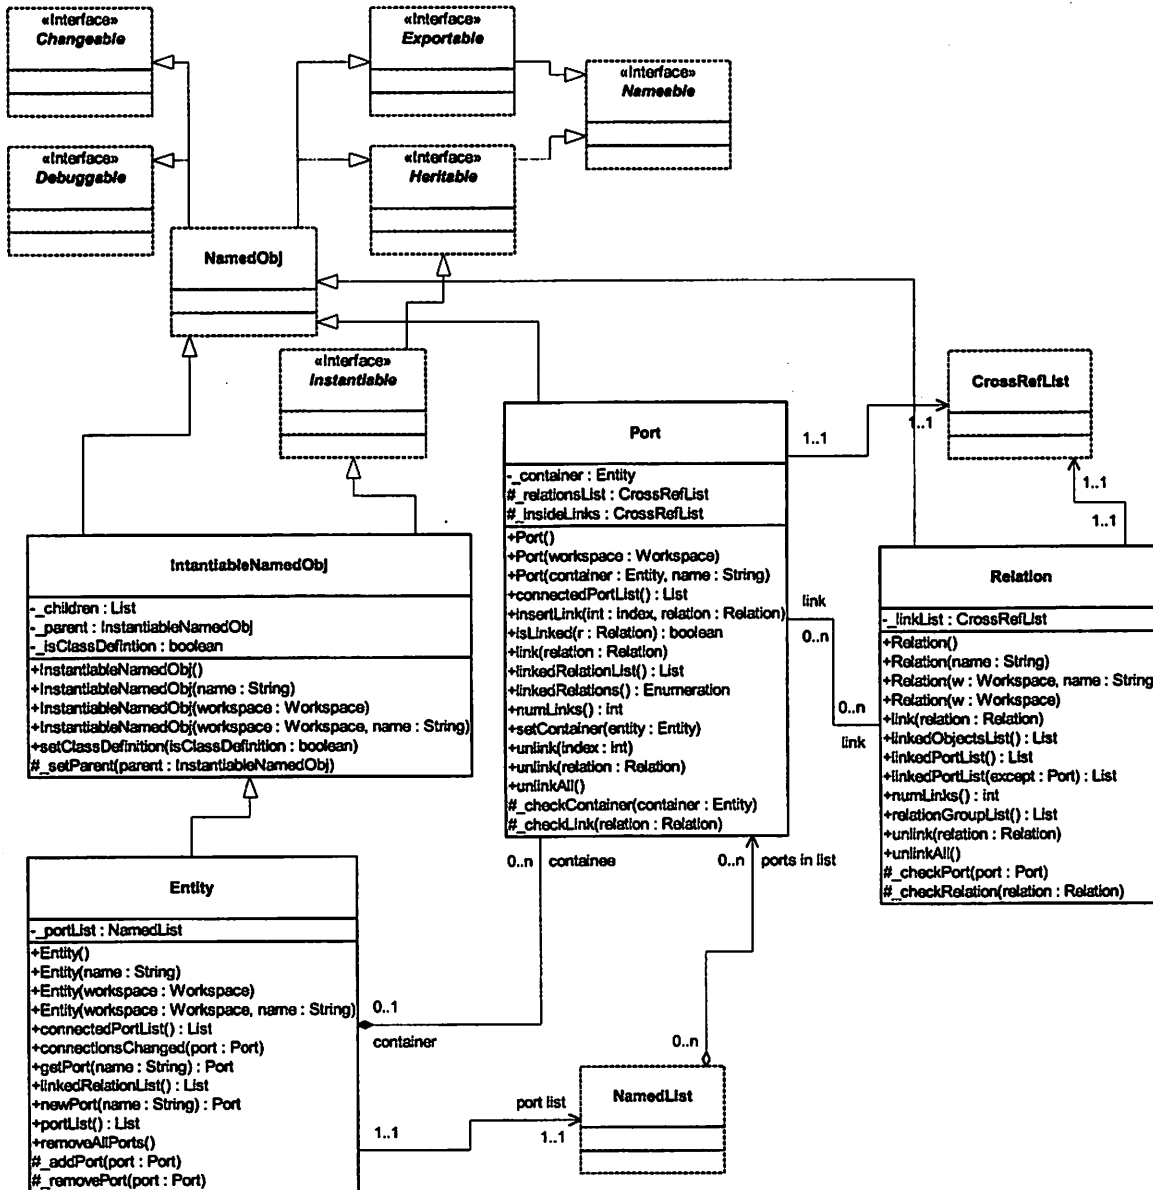 «Interface»
Changeable
«Interface»
Exportable
«Interface»
Nameable
«Interface»
Debuggable
«Interface»
Heritable
NamedObj
«Interface»
Instantiable
CrossRefList
Port
-_container : Entity
#_relationsList : CrossRefList
#_insideLinks : CrossRefList
+Port()
+Port(workspace : Workspace)
+Port(container : Entity, name : String)
+connectedPortList() : List
+insertLink(int : index, relation : Relation)
+isLinked(r : Relation) : boolean
+link(relation : Relation)
+linkedRelationList() : List
+linkedRelations() : Enumeration
+numLinks() : int
+setContainer(entity : Entity)
+unlink(index : int)
+unlink(relation : Relation)
+unlinkAll()
#_checkContainer(container : Entity)
#_checkLink(relation : Relation)
1..1
1..1
1..1
1..1
IntantiableNamedObj
-_children : List
-_parent : InstantiableNamedObj
-_isClassDefintion : boolean
+InstantiableNamedObj()
+InstantiableNamedObj(name : String)
+InstantiableNamedObj(workspace : Workspace)
+InstantiableNamedObj(workspace : Workspace, name : String)
+setClassDefinition(isClassDefinition : boolean)
#_setParent(parent : InstantiableNamedObj)
link
0..n
0..n
link
Relation
-_linkList : CrossRefList
+Relation()
+Relation(name : String)
+Relation(w : Workspace, name : String
+Relation(w : Workspace)
+link(relation : Relation)
+linkedObjectsList() : List
+linkedPortList() : List
+linkedPortList(except : Port) : List
+numLinks() : int
+relationGroupList() : List
+unlink(relation : Relation)
+unlinkAll()
#_checkPort(port : Port)
#_checkRelation(relation : Relation)
0..n containee
0..n ports in list
Entity
-_portList : NamedList
+Entity()
+Entity(name : String)
+Entity(workspace : Workspace)
+Entity(workspace : Workspace, name : String)
+connectedPortList() : List
+connectionsChanged(port : Port)
+getPort(name : String) : Port
+linkedRelationList() : List
+newPort(name : String) : Port
+portList() : List
+removeAllPorts()
#_addPort(port : Port)
#_removePort(port : Port)
0..1
container
0..n
port list
1..1
1..1
NamedList